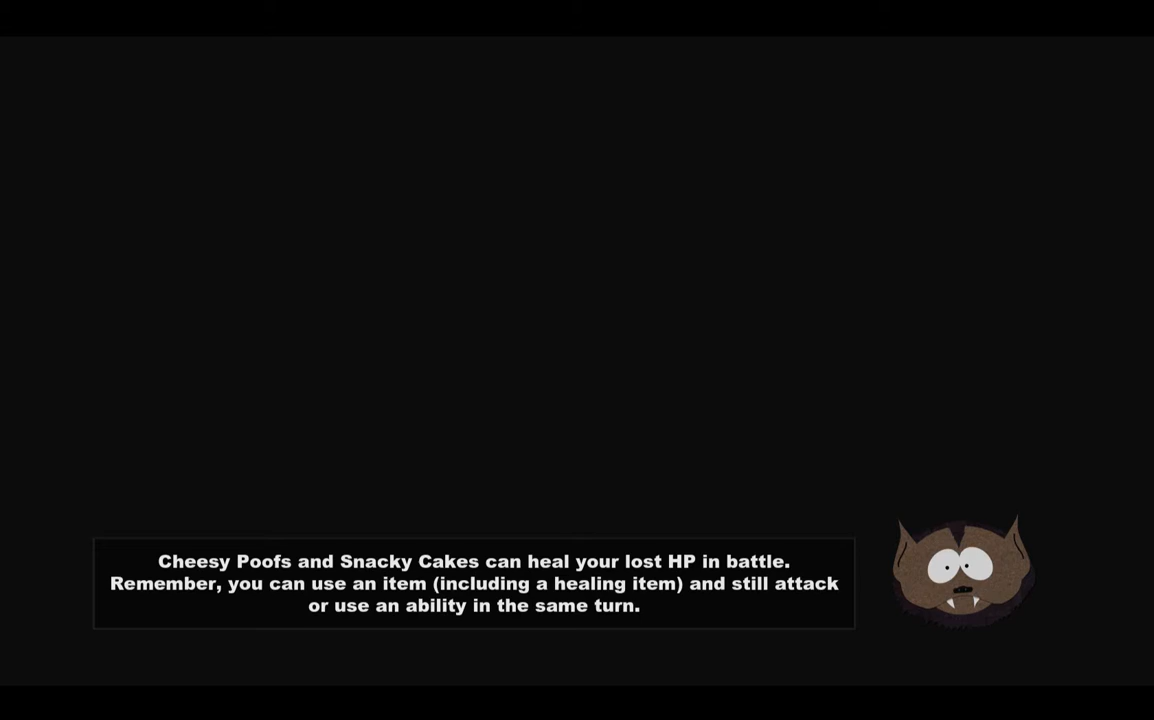 Cheesy Poofs and Snacky Cakes can heal your lost HP in battle.
Remember, you can use an item (including a healing item) and still attack
or use an ability in the same turn.